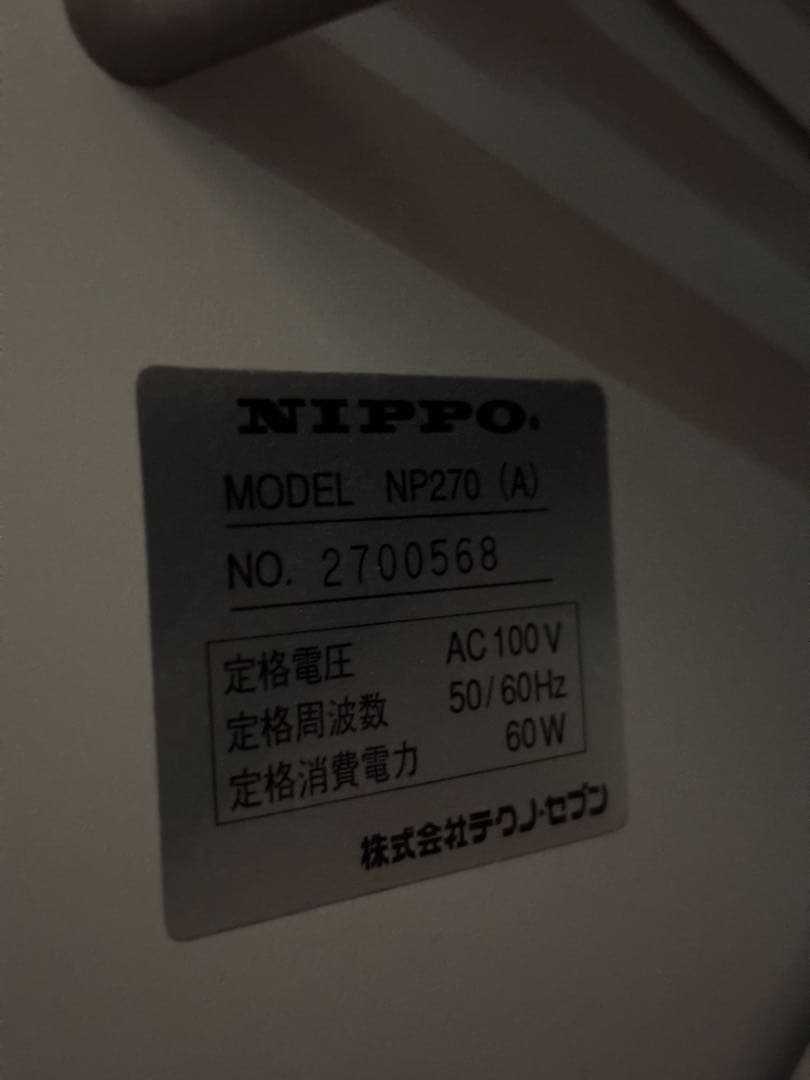 NIPPO.
MODEL NP270 (A)
NO. 2700568
定格電圧 AC100V
定格周波数 50/60Hz
定格消費電力 60W
株式会社テクノ・セブン